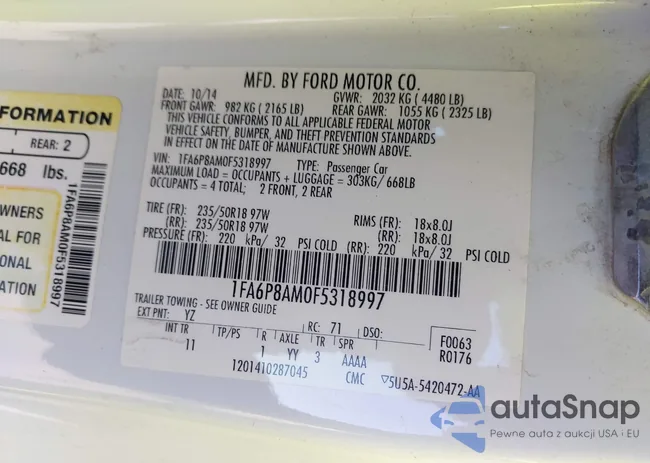 FORMATION
REAR: 2
668 lbs.
WNERS
AL FOR
ONAL
ATION
1FA6P8AM0F5318997
MFD. BY FORD MOTOR CO.
DATE: 10/14 GVWR: 2032 KG ( 4480 LB)
FRONT GAWR: 982 KG ( 2165 LB) REAR GAWR: 1055 KG ( 2325 LB)
THIS VEHICLE CONFORMS TO ALL APPLICABLE FEDERAL MOTOR
VEHICLE SAFETY, BUMPER, AND THEFT PREVENTION STANDARDS
IN EFFECT ON THE DATE OF MANUFACTURE SHOWN ABOVE.
VIN: 1FA6P8AM0F5318997 TYPE: Passenger Car
MAXIMUM LOAD = OCCUPANTS + LUGGAGE = 303KG/ 668LB
OCCUPANTS = 4 TOTAL; 2 FRONT, 2 REAR
TIRE (FR): 235/50R18 97W RIMS (FR): 18x8.0J
(RR): 235/50R18 97W (RR): 18x8.0J
PRESSURE (FR): 220 kPa/ 32 PSI COLD (RR): 220 kPa/32 PSI COLD
1FA6P8AM0F5318997
TRAILER TOWING - SEE OWNER GUIDE
EXT PNT: YZ RC: 71 DSO: F0063
INT TR TP/PS R AXLE TR SPR R0176
11 1 YY 3 AAAA
1201410287045 CMC ▽5U5A-5420472-AA
autaSnap
Pewne auta z aukcji USA i EU